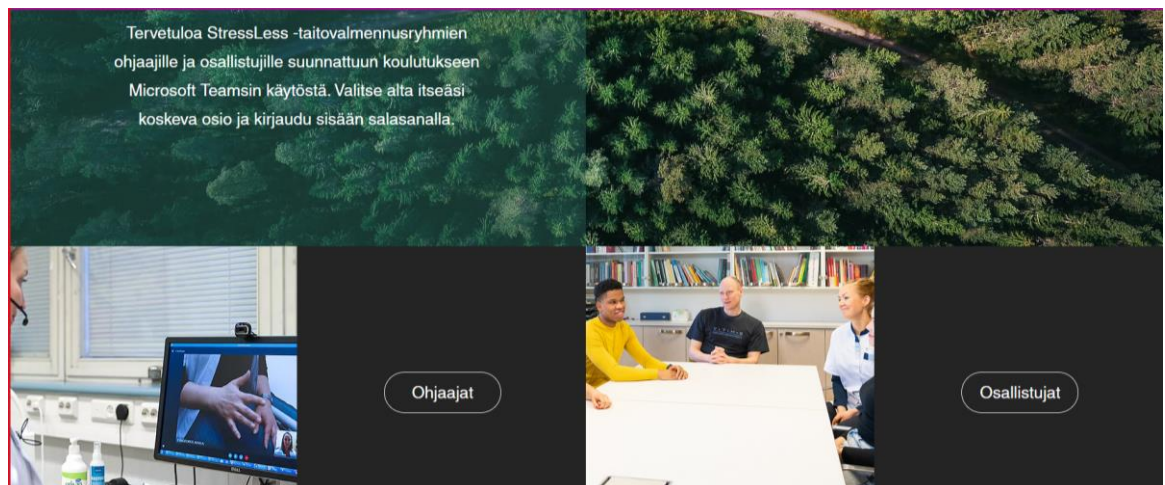 Tervetuloa StressLess -taitovalmennusryhmien
ohjaajille ja osallistujille suunnattuun koulutukseen
Microsoft Teamsin käytöstä. Valitse alta itseäsi
koskeva osio ja kirjaudu sisään salasanalla.
Ohjaajat
Osallistujat